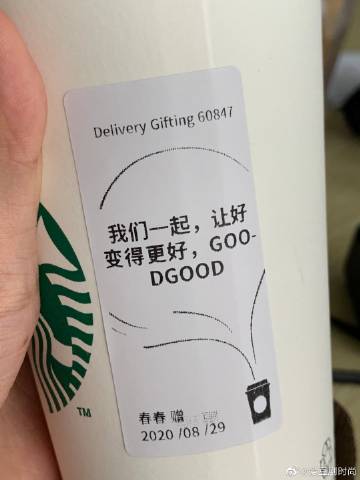 Delivery Gifting 60847
我们一起，让好
变得更好，GOO-
DGOOD
春春 赠
2020 /08 /29
TM